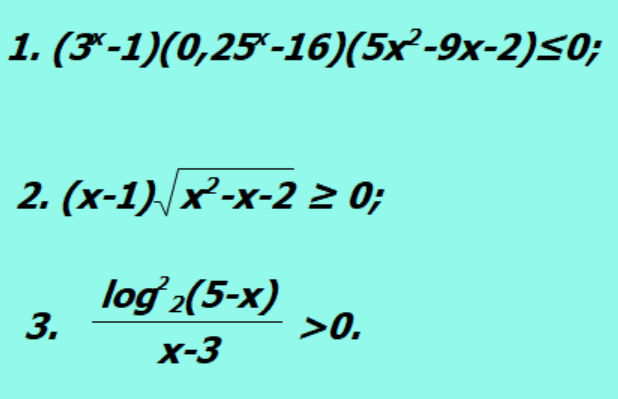 1. (3ˣ-1)(0,25ˣ-16)(5x²-9x-2)≤0;
2. (x-1)√x²-x-2 ≥ 0;
3. log²₂(5-x)
x-3
>0.